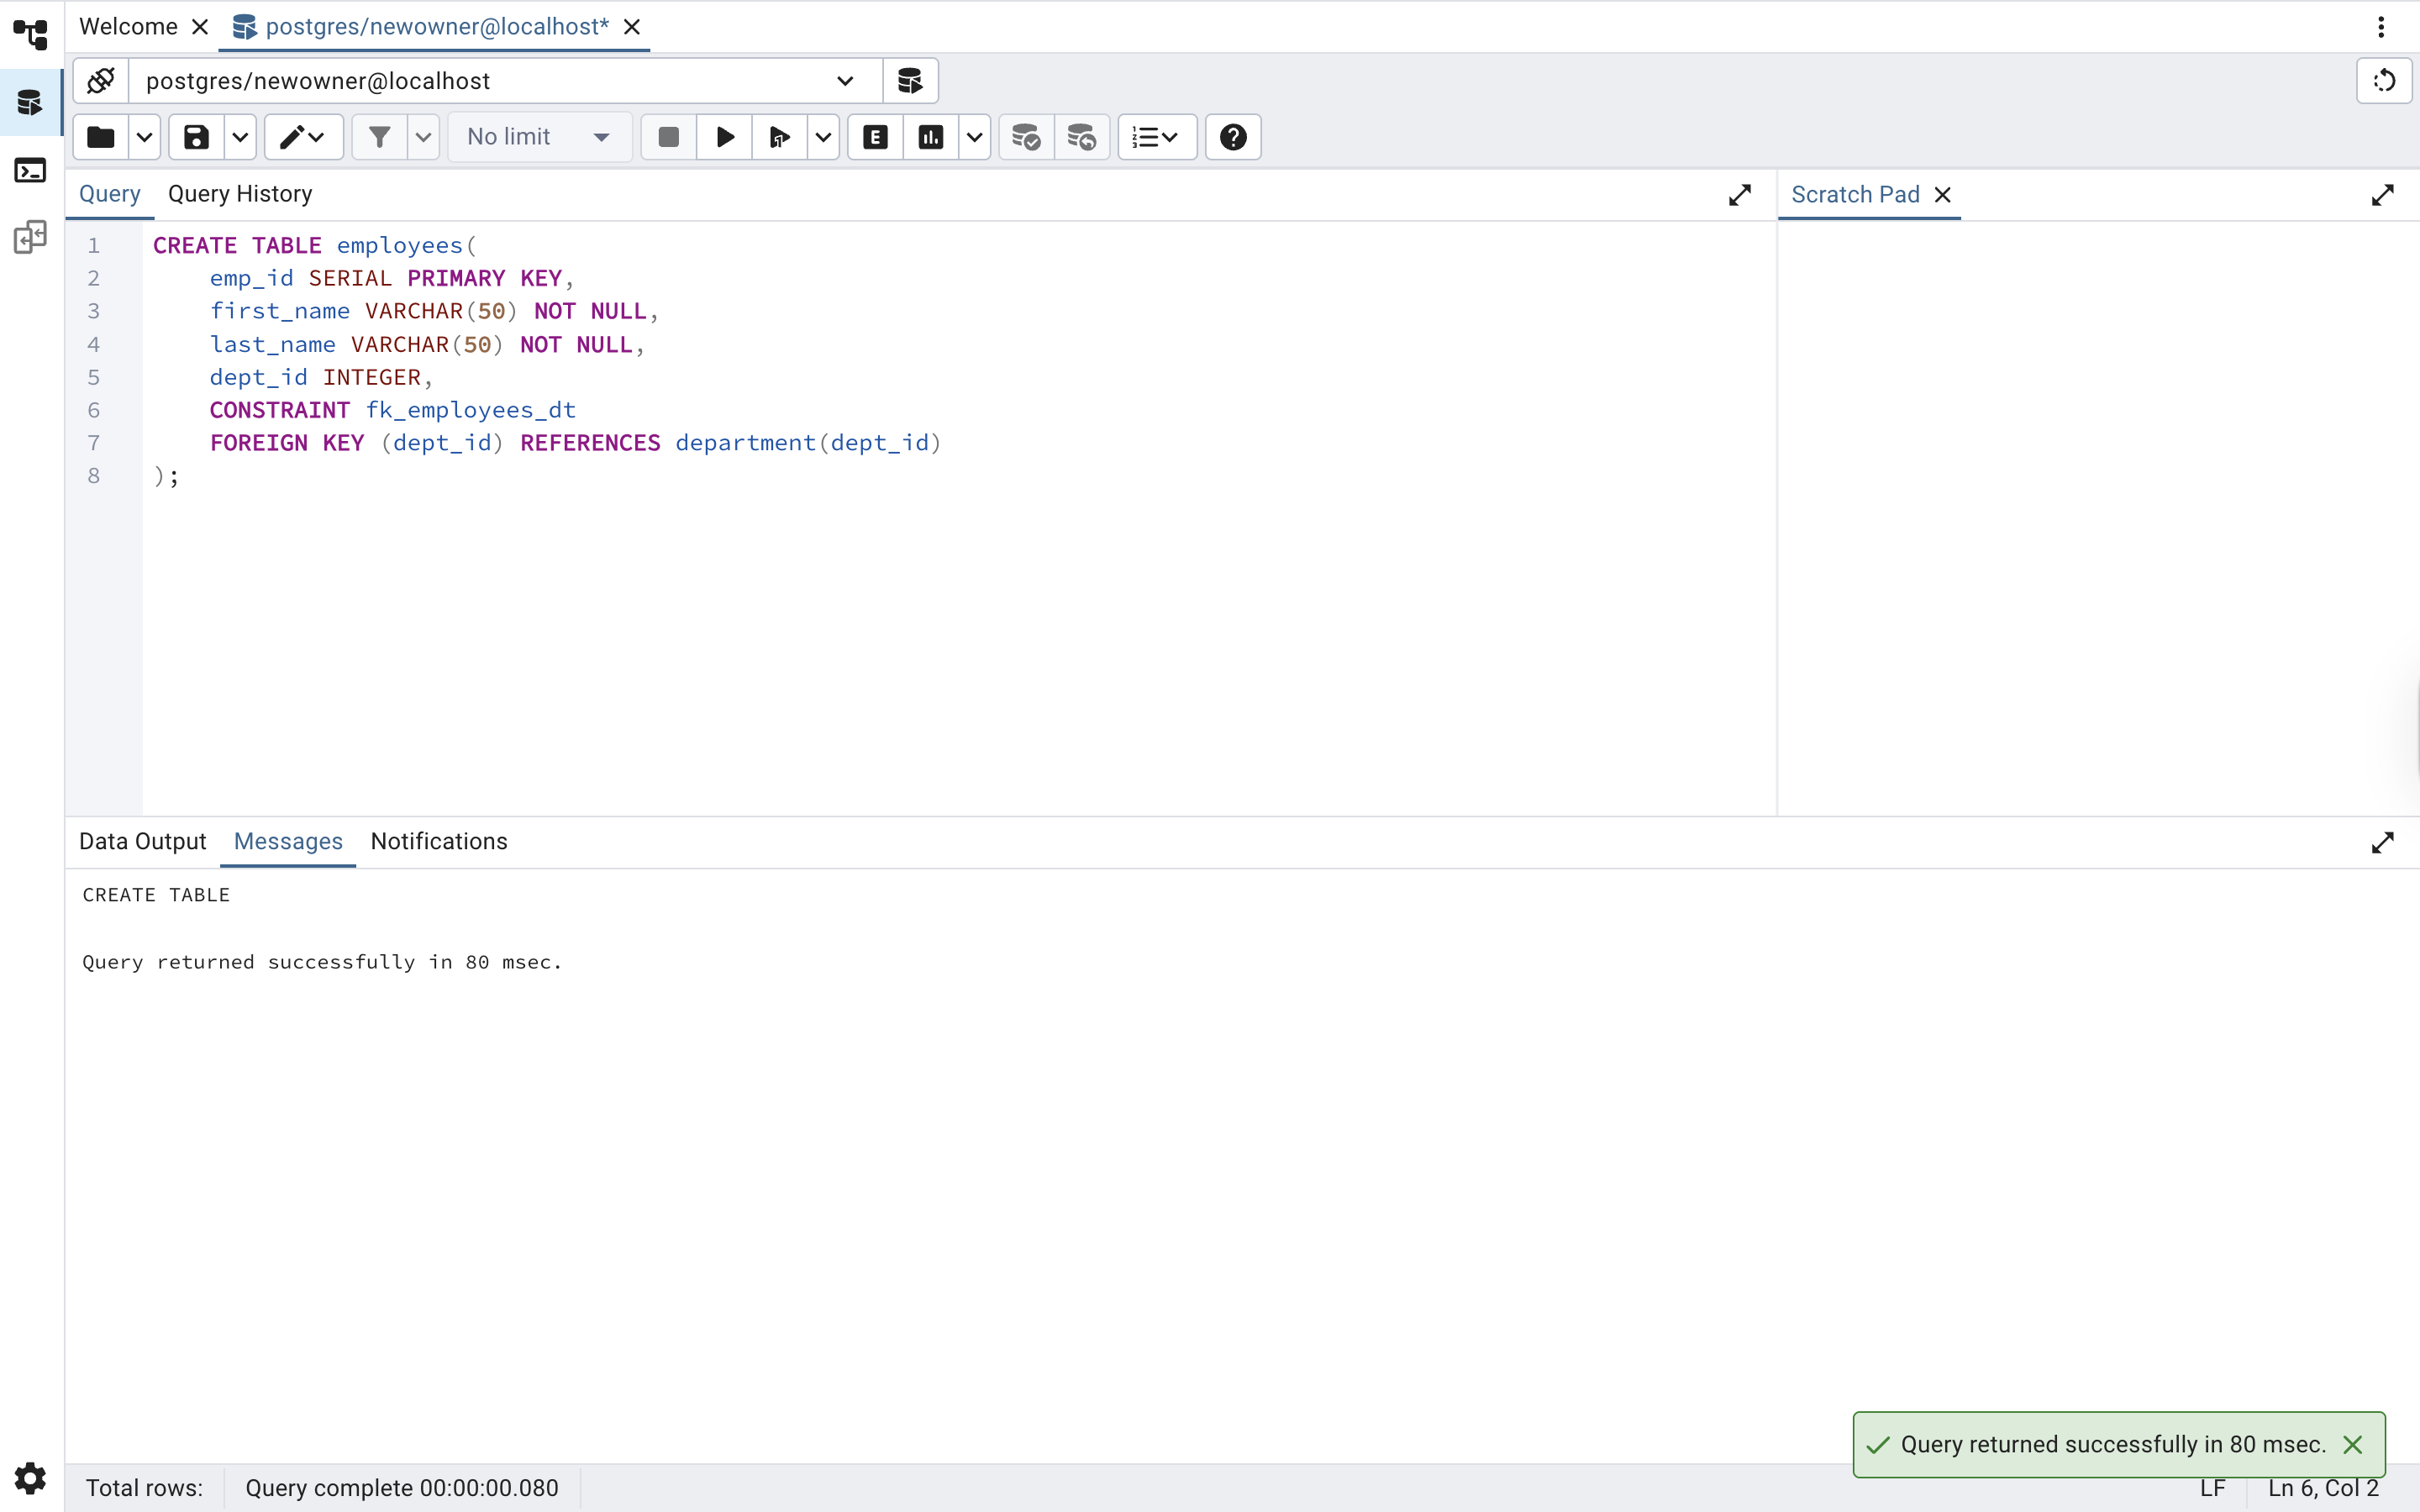 Welcome
postgres/newowner@localhost*
postgres/newowner@localhost
No limit
E
Query
Query History
Scratch Pad
1 CREATE TABLE employees(
2     emp_id SERIAL PRIMARY KEY,
3     first_name VARCHAR(50) NOT NULL,
4     last_name VARCHAR(50) NOT NULL,
5     dept_id INTEGER,
6     CONSTRAINT fk_employees_dt
7     FOREIGN KEY (dept_id) REFERENCES department(dept_id)
8 );
Data Output
Messages
Notifications
CREATE TABLE
Query returned successfully in 80 msec.
Query returned successfully in 80 msec.
Total rows:
Query complete 00:00:00.080
LF
Ln 6, Col 2